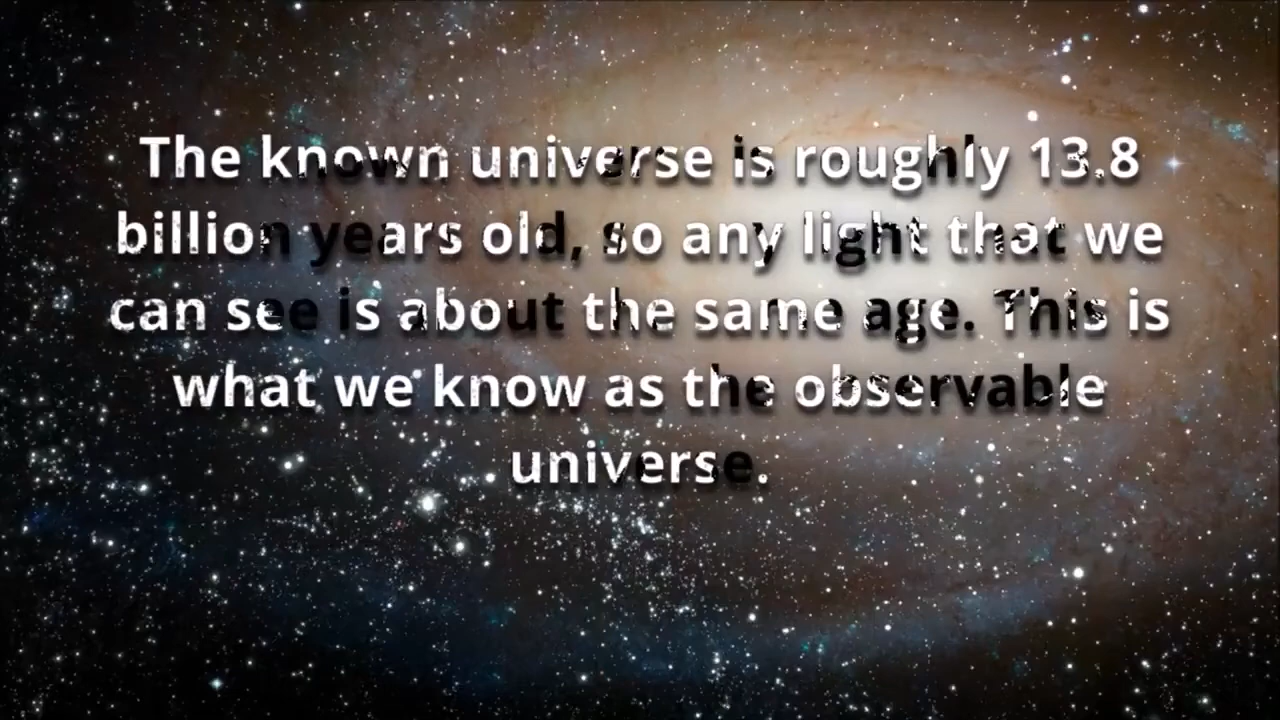 The known universe is roughly 13.8
billion years old, so any light that we
can see is about the same age. This is
what we know as the observable
universe.